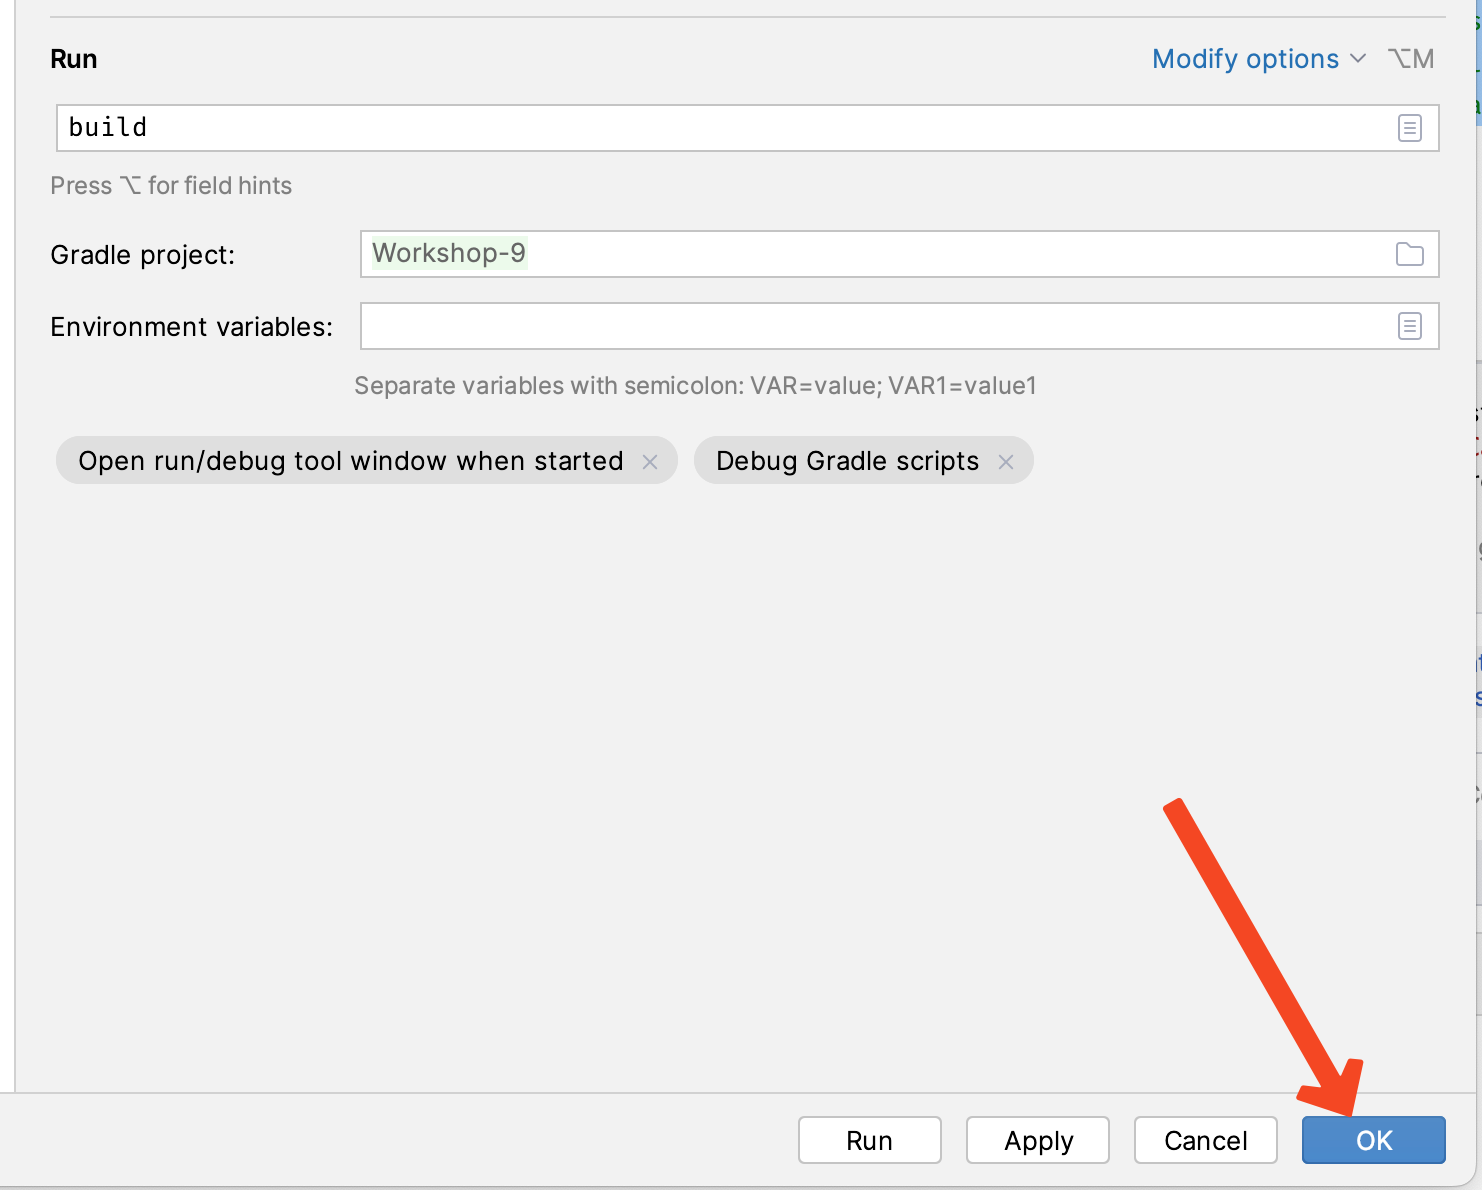 Run
Modify options ⌥M
build
Press ⌥ for field hints
Gradle project: Workshop-9
Environment variables:
Separate variables with semicolon: VAR=value; VAR1=value1
Open run/debug tool window when started × Debug Gradle scripts ×
Run Apply Cancel OK